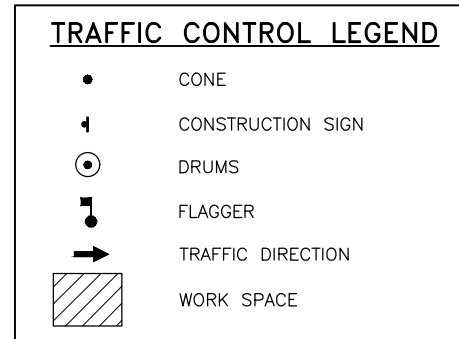 TRAFFIC CONTROL LEGEND
CONE
CONSTRUCTION SIGN
DRUMS
FLAGGER
TRAFFIC DIRECTION
WORK SPACE